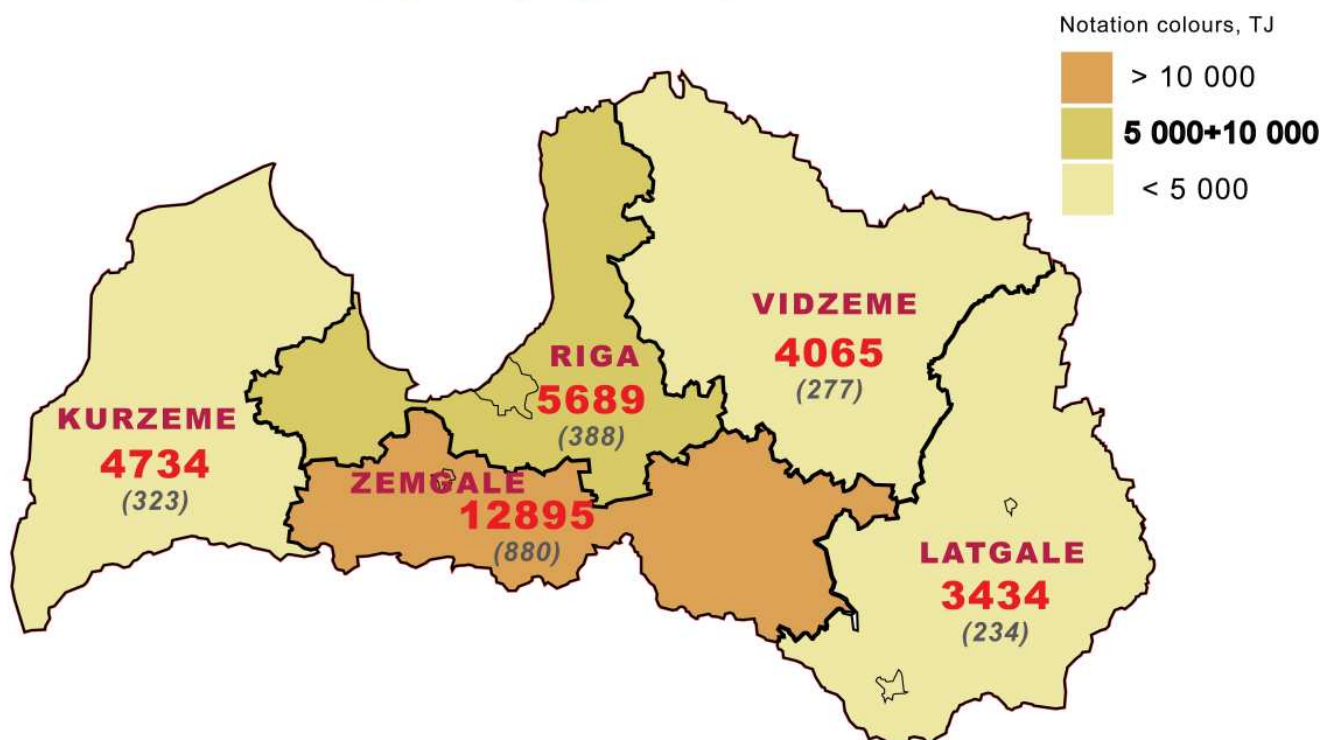 Notation colours, TJ
> 10 000
5 000+10 000
< 5 000
VIDZEME
4065
(277)
RIGA
5689
(388)
KURZEME
4734
(323)
ZEMGALE
12895
(880)
LATGALE
3434
(234)